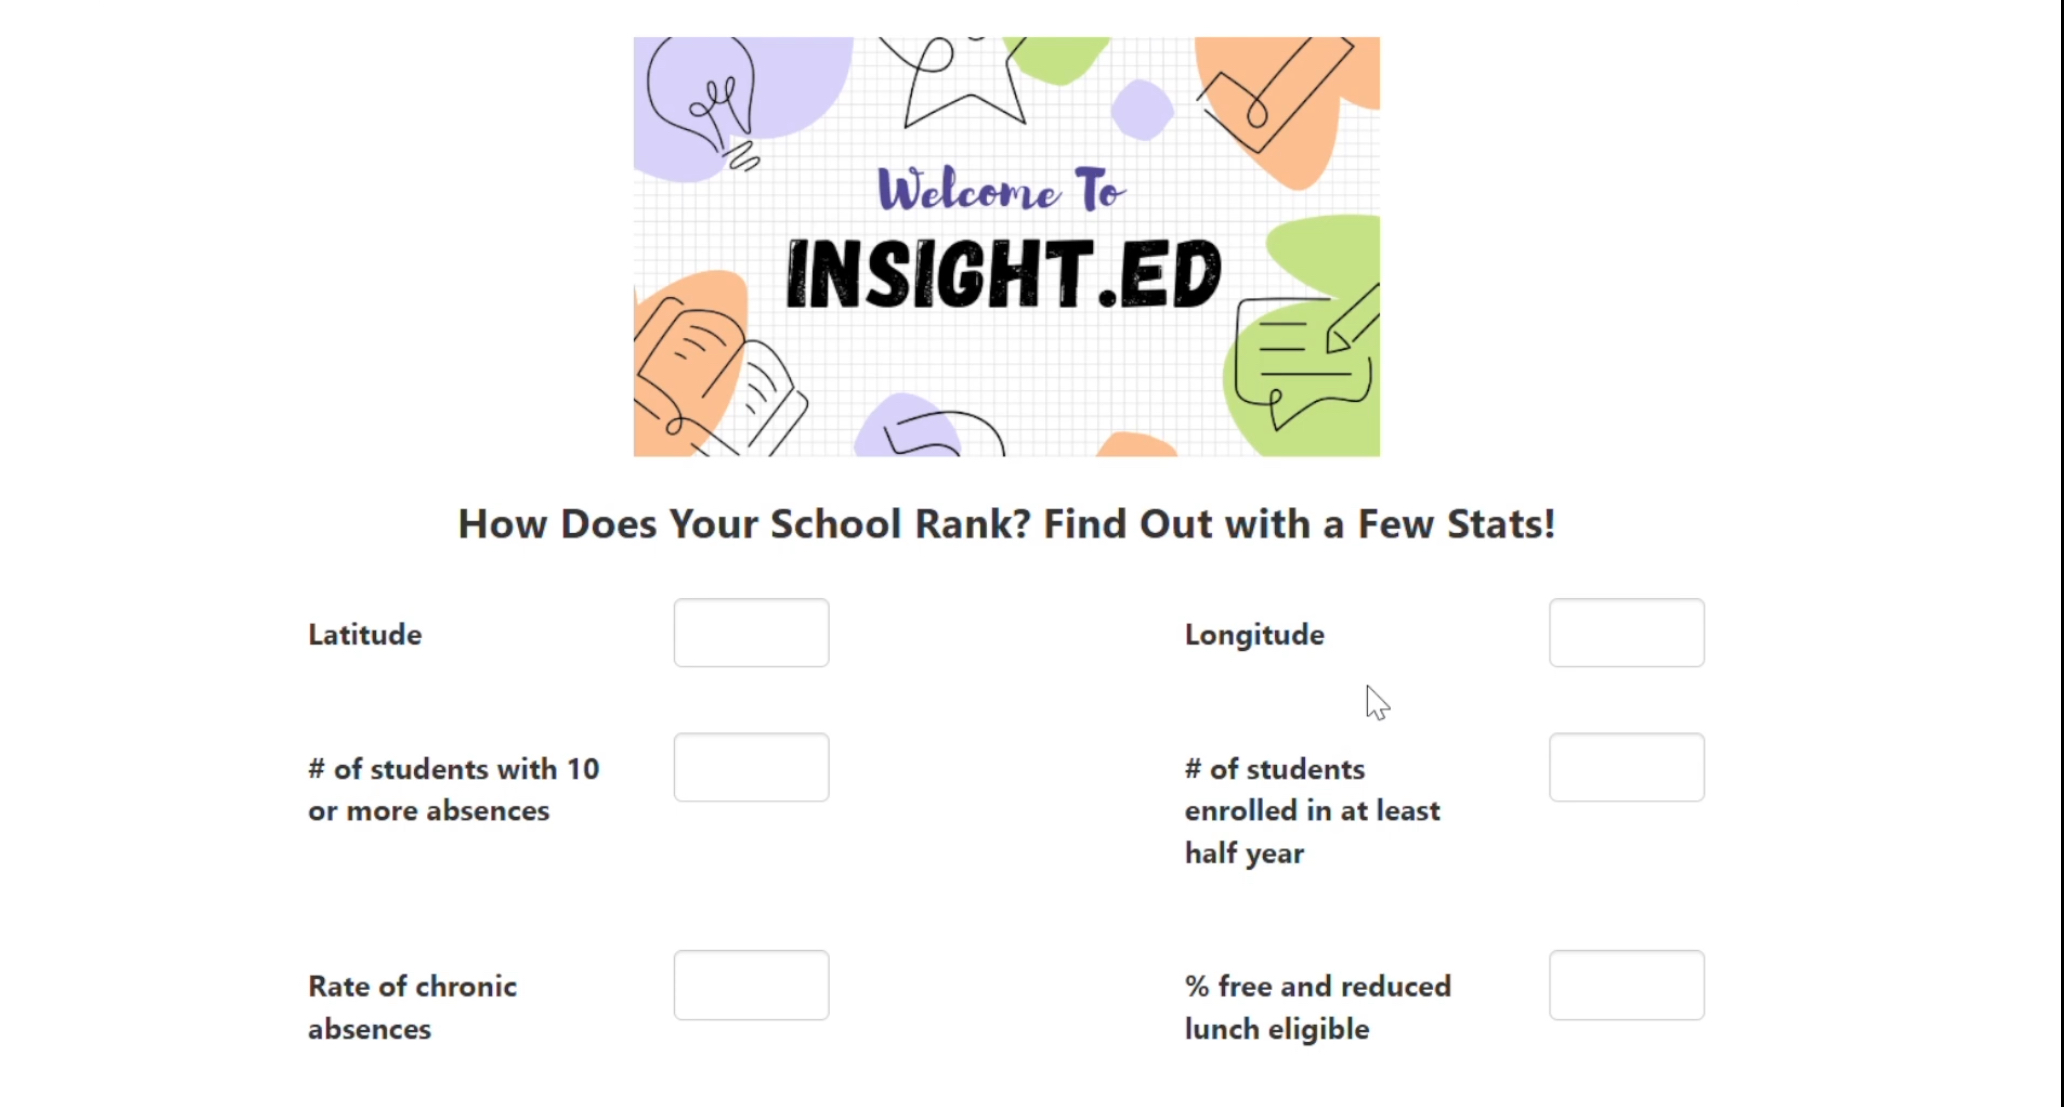 Welcome To
INSIGHT.ED
How Does Your School Rank? Find Out with a Few Stats!
Latitude
Longitude
# of students with 10
or more absences
# of students
enrolled in at least
half year
Rate of chronic
absences
% free and reduced
lunch eligible